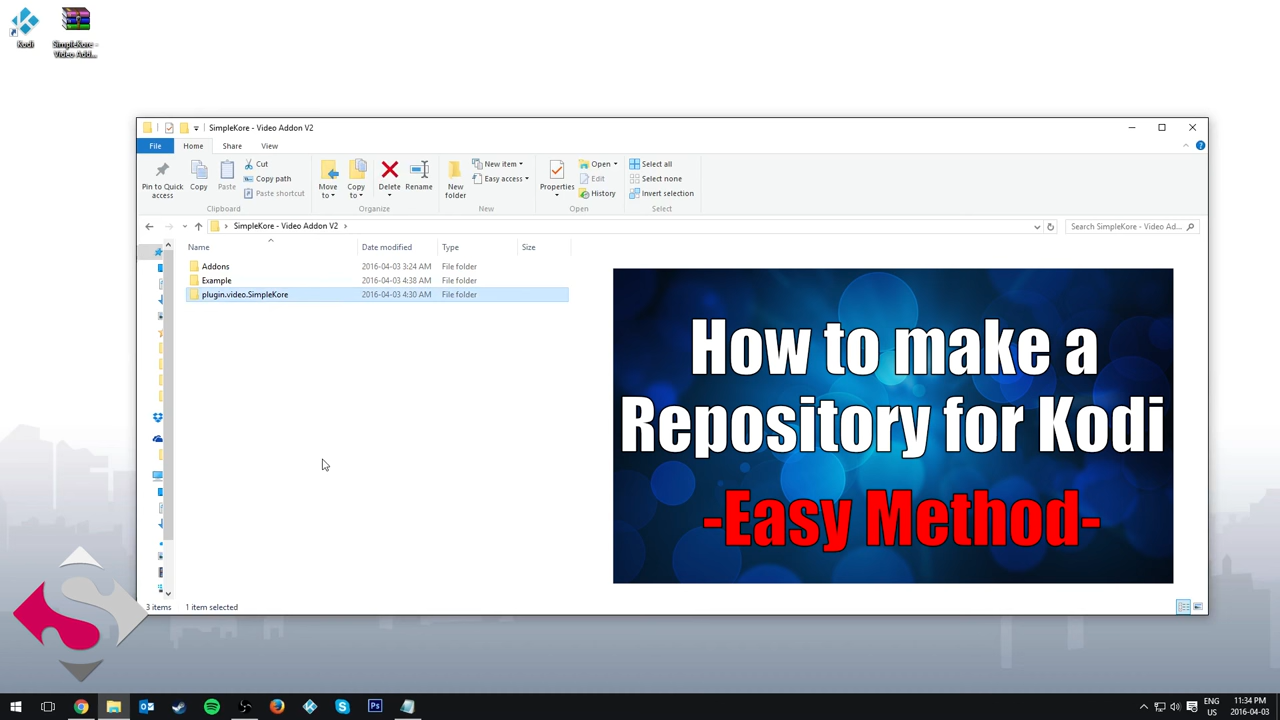 Kodi
SimpleKore -
Video Add...
SimpleKore - Video Addon V2
File
Home
Share
View
Pin to Quick
access
Copy
Paste
Cut
Copy path
Paste shortcut
Clipboard
Move
to
Copy
to
Delete
Rename
Organize
New
folder
New item
Easy access
New
Properties
Open
Edit
History
Open
Select all
Select none
Invert selection
Select
SimpleKore - Video Addon V2
Search SimpleKore - Video Ad...
Name
Date modified
Type
Size
Addons
2016-04-03 3:24 AM
File folder
Example
2016-04-03 4:38 AM
File folder
plugin.video.SimpleKore
2016-04-03 4:30 AM
File folder
How to make a
Repository for Kodi
-Easy Method-
3 items
1 item selected
S
ENG
US
11:34 PM
2016-04-03